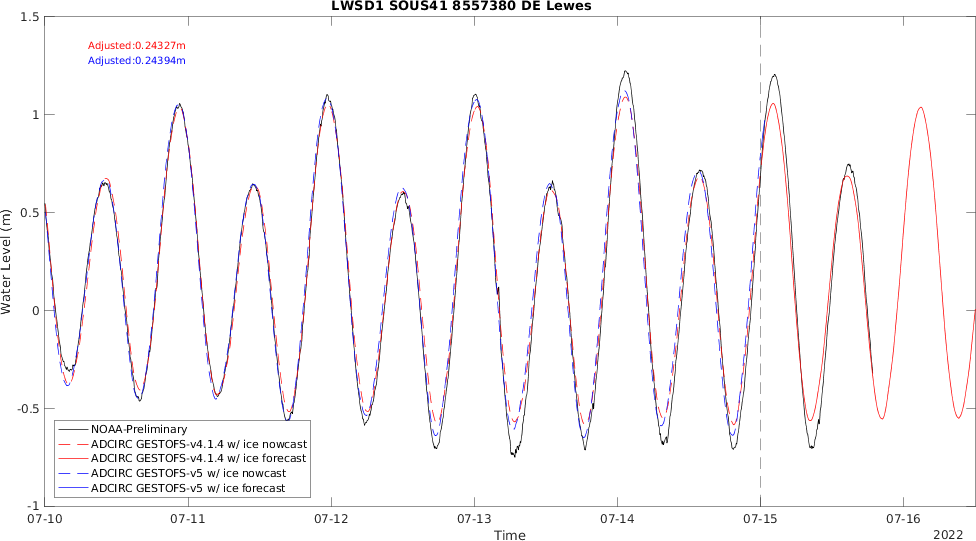 LWSD1 SOUS41 8557380 DE Lewes
1.5
Adjusted:0.24327m
Adjusted:0.24394m
1
0.5
Water Level (m)
0
-0.5
NOAA-Preliminary
ADCIRC GESTOFS-v4.1.4 w/ ice nowcast
ADCIRC GESTOFS-v4.1.4 w/ ice forecast
ADCIRC GESTOFS-v5 w/ ice nowcast
ADCIRC GESTOFS-v5 w/ ice forecast
-1
07-10 07-11 07-12 07-13 07-14 07-15 07-16
Time
2022